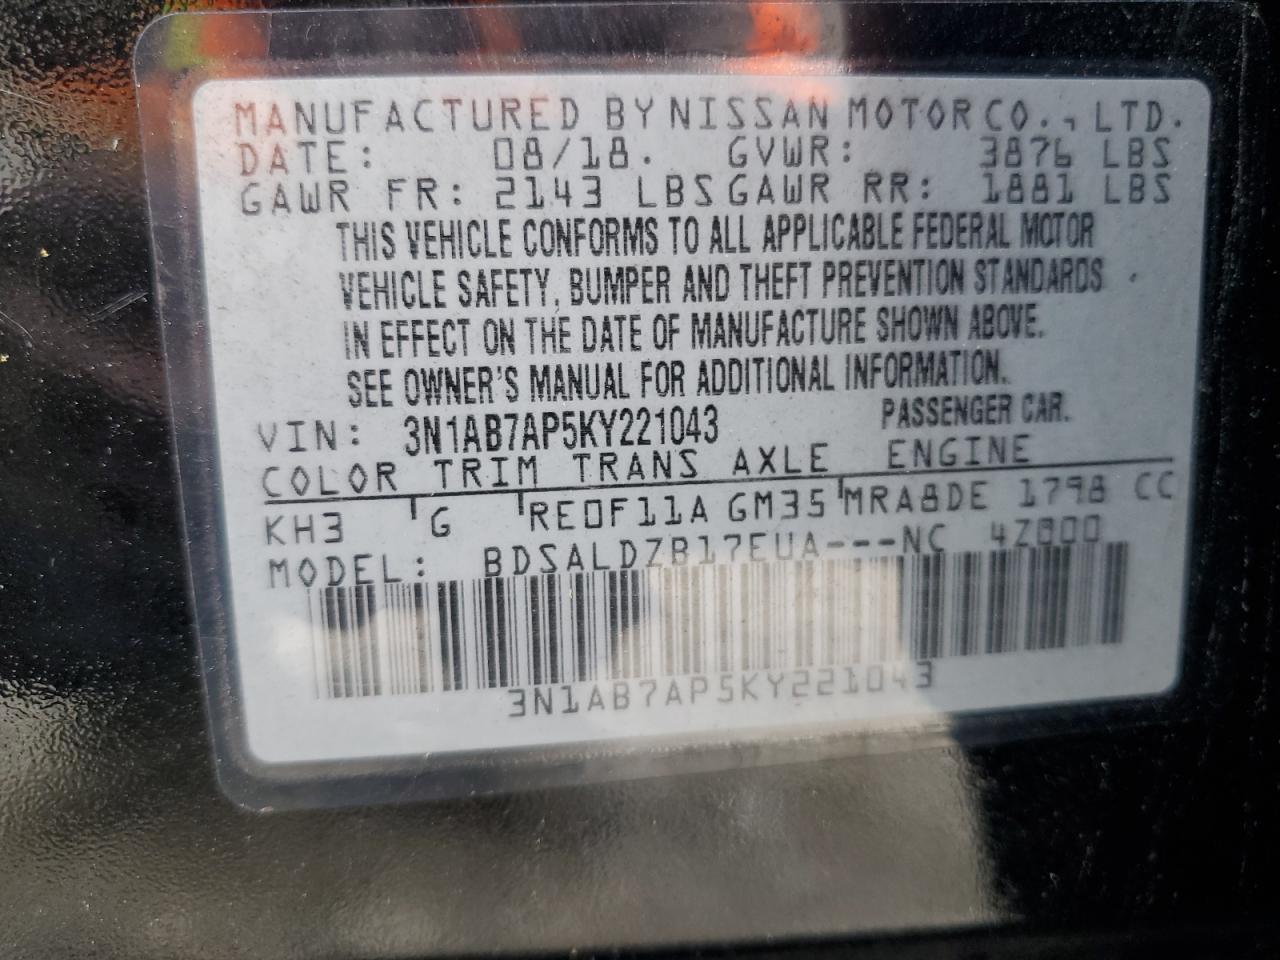 MANUFACTURED BY NISSAN MOTOR CO., LTD.
DATE: 08/18. GVWR: 3876 LBS
GAWR FR: 2143 LBS GAWR RR: 1881 LBS
THIS VEHICLE CONFORMS TO ALL APPLICABLE FEDERAL MOTOR
VEHICLE SAFETY, BUMPER AND THEFT PREVENTION STANDARDS
IN EFFECT ON THE DATE OF MANUFACTURE SHOWN ABOVE.
SEE OWNER'S MANUAL FOR ADDITIONAL INFORMATION.
VIN: 3N1AB7AP5KY221043 PASSENGER CAR.
COLOR TRIM TRANS AXLE ENGINE
KH3 G RE0F11A GM35 MRA8DE 1798 CC
MODEL: BDSALDZB17EUA---NC 4Z800
3N1AB7AP5KY221043